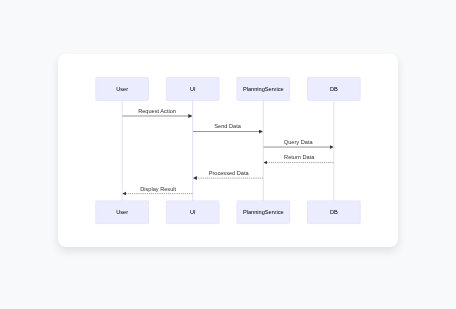 User UI PlanningService DB
Request Action
Send Data
Query Data
Return Data
Processed Data
Display Result
User UI PlanningService DB